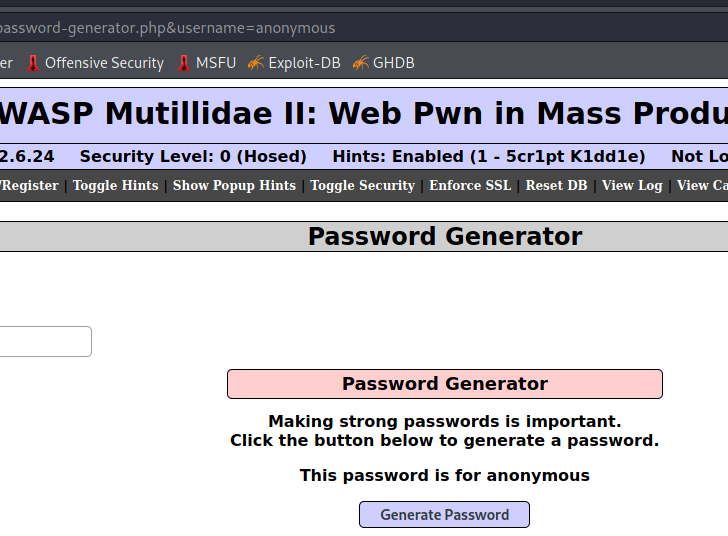 password-generator.php&username=anonymous
er Offensive Security MSFU Exploit-DB GHDB
WASP Mutillidae II: Web Pwn in Mass Produ
2.6.24 Security Level: 0 (Hosed) Hints: Enabled (1 - 5cr1pt K1dd1e) Not Lo
/Register | Toggle Hints | Show Popup Hints | Toggle Security | Enforce SSL | Reset DB | View Log | View Ca
Password Generator
Password Generator
Making strong passwords is important.
Click the button below to generate a password.
This password is for anonymous
Generate Password